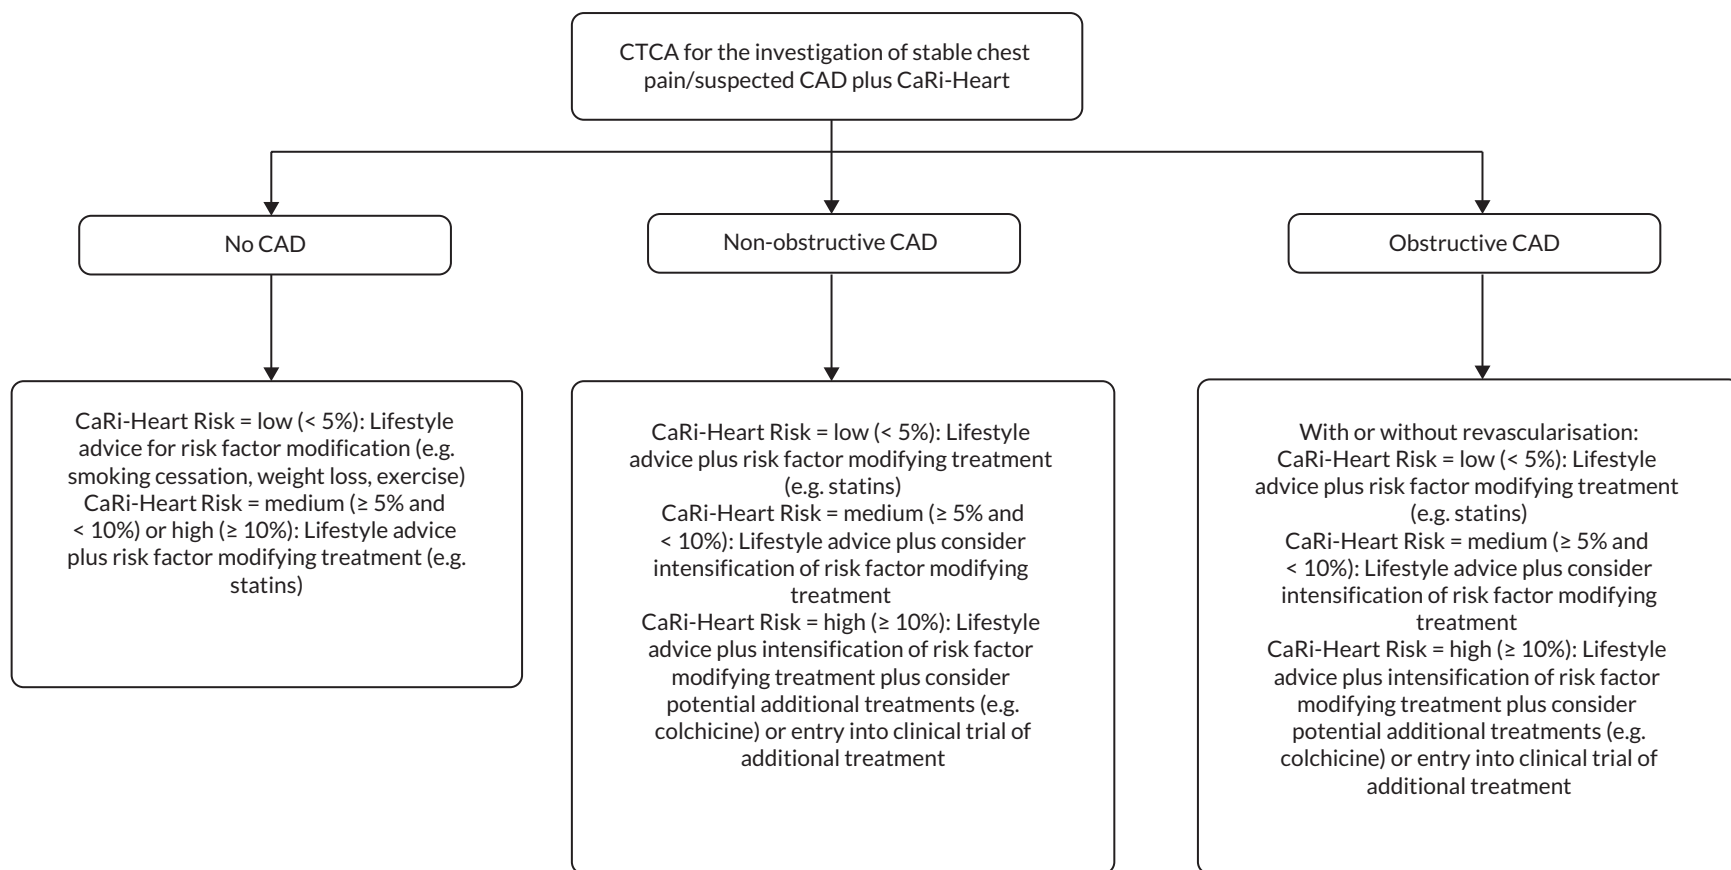 CTCA for the investigation of stable chest
pain/suspected CAD plus CaRi-Heart
No CAD
Non-obstructive CAD
Obstructive CAD
CaRi-Heart Risk = low (< 5%): Lifestyle
advice for risk factor modification (e.g.
smoking cessation, weight loss, exercise)
CaRi-Heart Risk = medium (≥ 5% and
< 10%) or high (≥ 10%): Lifestyle advice
plus risk factor modifying treatment (e.g.
statins)
CaRi-Heart Risk = low (< 5%): Lifestyle
advice plus risk factor modifying treatment
(e.g. statins)
CaRi-Heart Risk = medium (≥ 5% and
< 10%): Lifestyle advice plus consider
intensification of risk factor modifying
treatment
CaRi-Heart Risk = high (≥ 10%): Lifestyle
advice plus intensification of risk factor
modifying treatment plus consider
potential additional treatments (e.g.
colchicine) or entry into clinical trial of
additional treatment
With or without revascularisation:
CaRi-Heart Risk = low (< 5%): Lifestyle
advice plus risk factor modifying treatment
(e.g. statins)
CaRi-Heart Risk = medium (≥ 5% and
< 10%): Lifestyle advice plus consider
intensification of risk factor modifying
treatment
CaRi-Heart Risk = high (≥ 10%): Lifestyle
advice plus intensification of risk factor
modifying treatment plus consider
potential additional treatments (e.g.
colchicine) or entry into clinical trial of
additional treatment